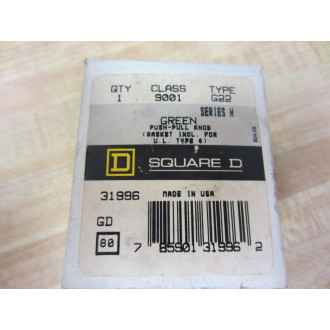 QTY CLASS TYPE
1 9001 G22
SERIES H
GREEN
PUSH-PULL KNOB
(GASKET INCL. FOR
U.L. TYPE 4)
D SQUARE D
31996 MADE IN USA
GD
80
7 85901 31996 2